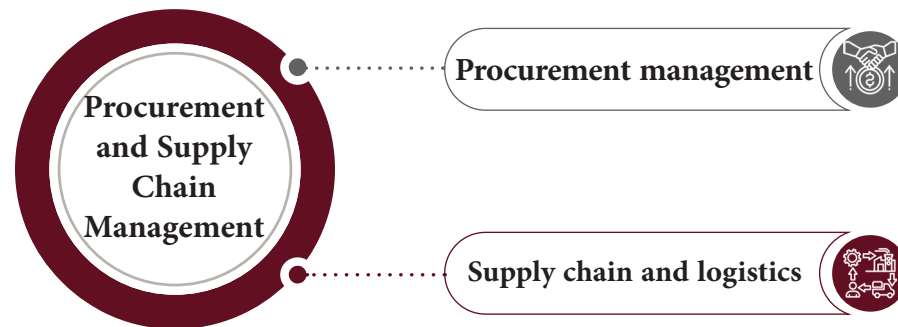 Procurement
and Supply
Chain
Management
Procurement management
Supply chain and logistics